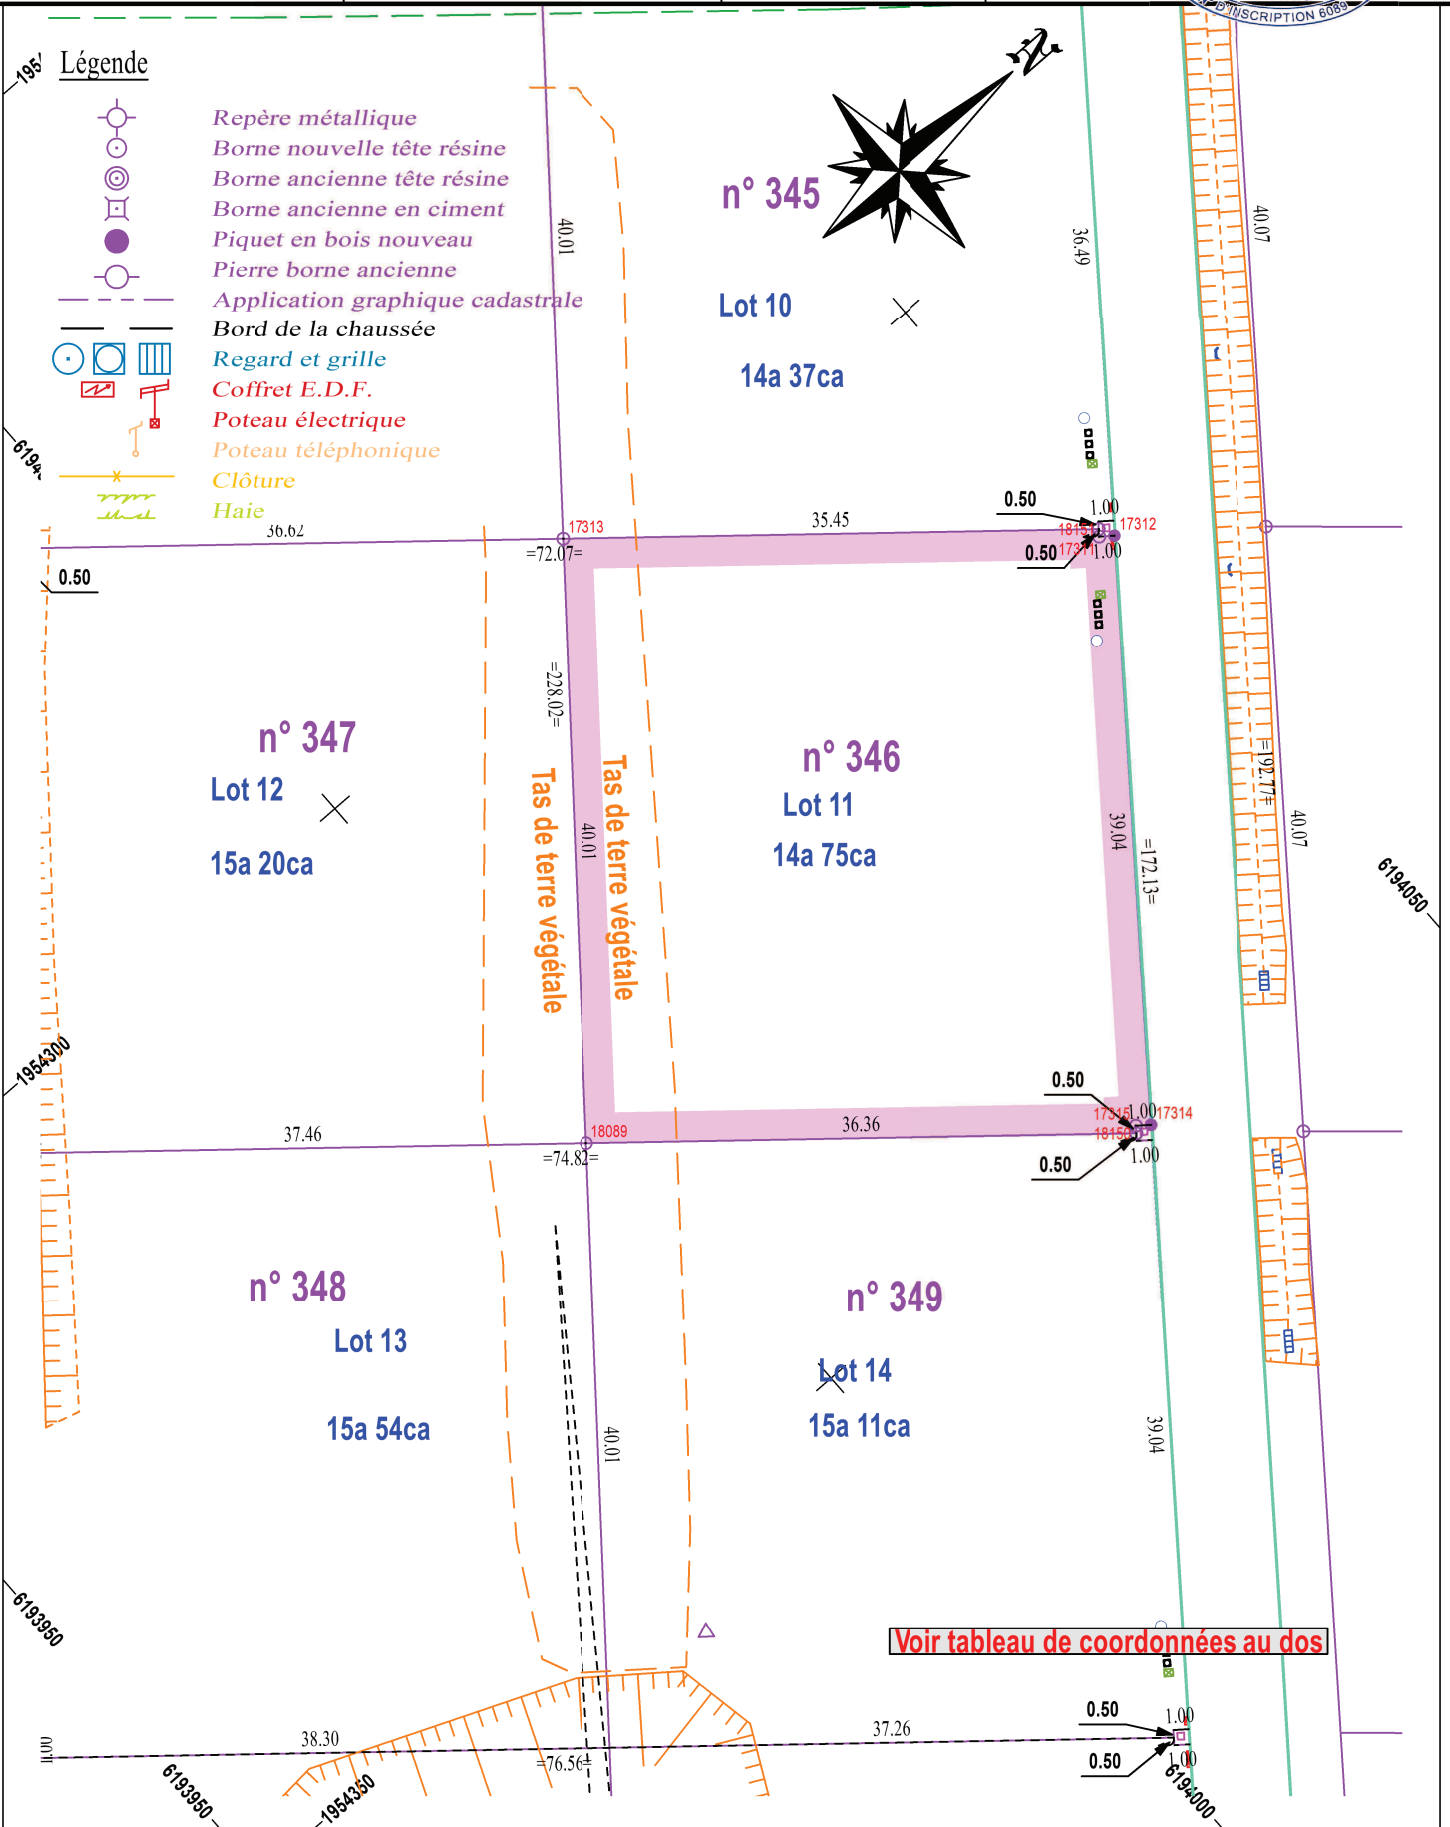 N° D'INSCRIPTION 6089
Légende
N
Repère métallique
Borne nouvelle tête résine
Borne ancienne tête résine
Borne ancienne en ciment
Piquet en bois nouveau
Pierre borne ancienne
Application graphique cadastrale
Bord de la chaussée
Regard et grille
Coffret E.D.F.
Poteau électrique
Poteau téléphonique
Clôture
Haie
n° 345
Lot 10
14a 37ca
40.01
36.49
40.07
36.62
17313
35.45
=72.07=
0.50
1.00
17312
17311
0.50
1.00
0.50
=228.02=
n° 347
Lot 12
15a 20ca
n° 346
Lot 11
14a 75ca
Tas de terre végétale
Tas de terre végétale
40.01
39.04
=172.13=
=192.77=
40.07
6194050
1954300
0.50
17315
1.00
17314
18150
37.46
18089
36.36
=74.82=
0.50
1.00
n° 348
Lot 13
15a 54ca
n° 349
Lot 14
15a 11ca
40.01
39.04
6193950
Voir tableau de coordonnées au dos
38.30
37.26
=76.56=
0.50
1.00
0.50
1.00
6193950
1954350
6194000